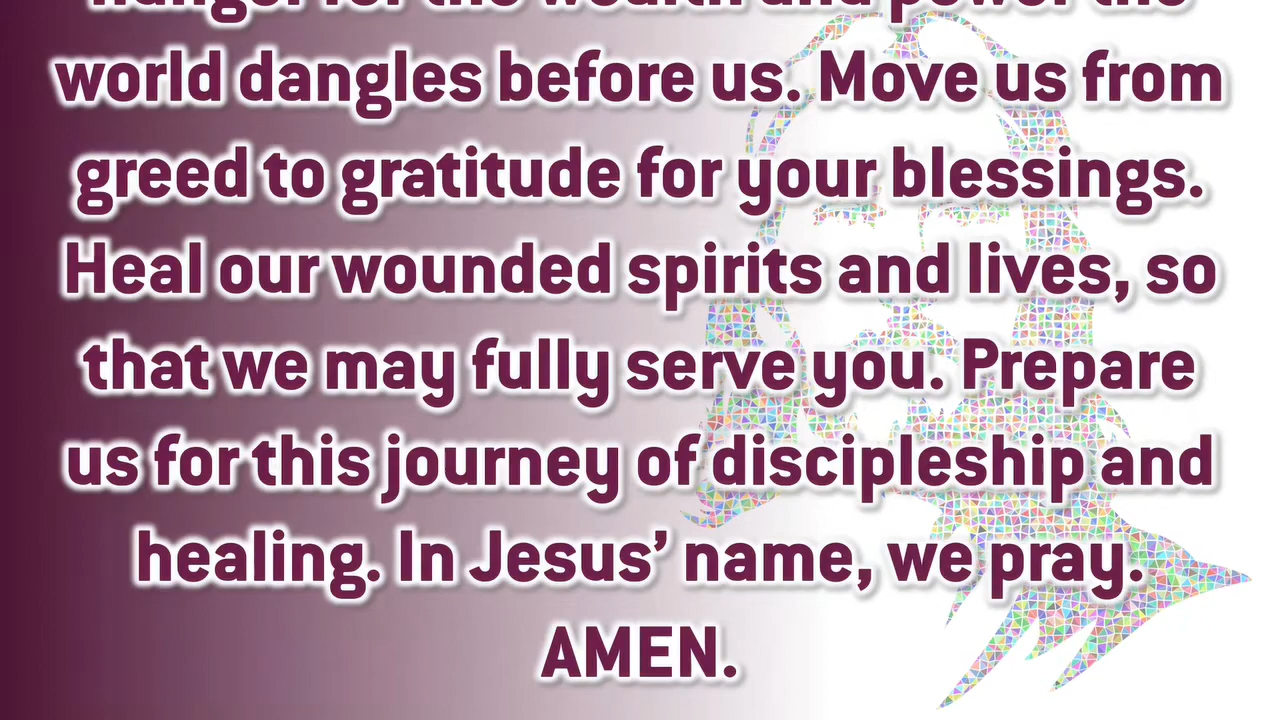 hunger for the wealth and power the
world dangles before us. Move us from
greed to gratitude for your blessings.
Heal our wounded spirits and lives, so
that we may fully serve you. Prepare
us for this journey of discipleship and
healing. In Jesus’ name, we pray.
AMEN.